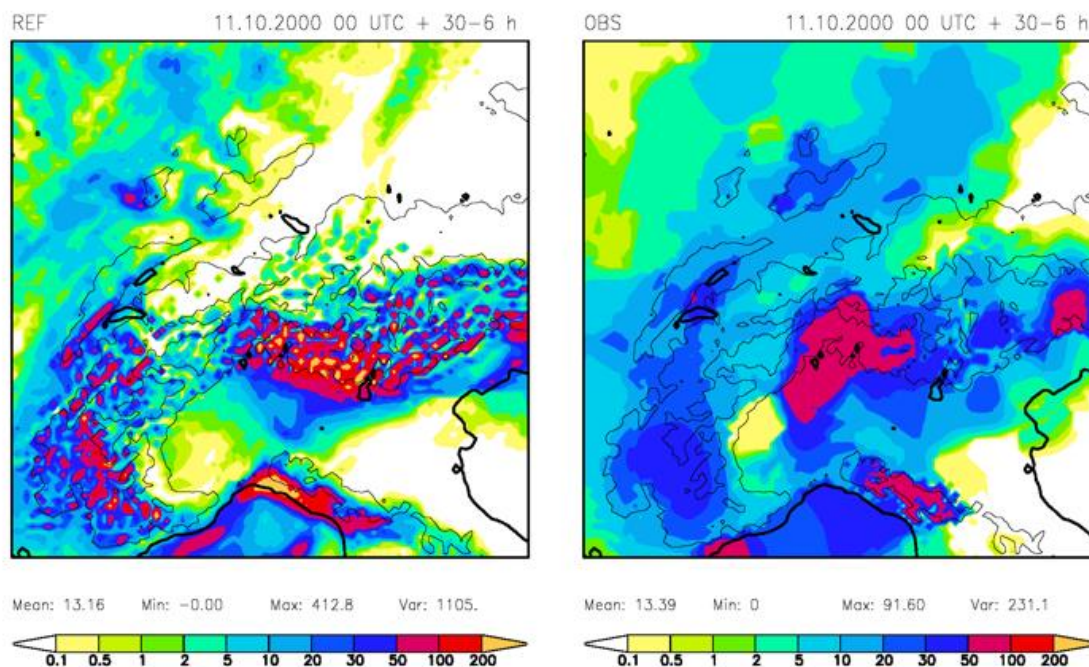 REF 11.10.2000 00 UTC + 30-6 h
OBS 11.10.2000 00 UTC + 30-6 h
Mean: 13.16 Min: -0.00 Max: 412.8 Var: 1105.
Mean: 13.39 Min: 0 Max: 91.60 Var: 231.1
0.1 0.5 1 2 5 10 20 30 50 100 200
0.1 0.5 1 2 5 10 20 30 50 100 200